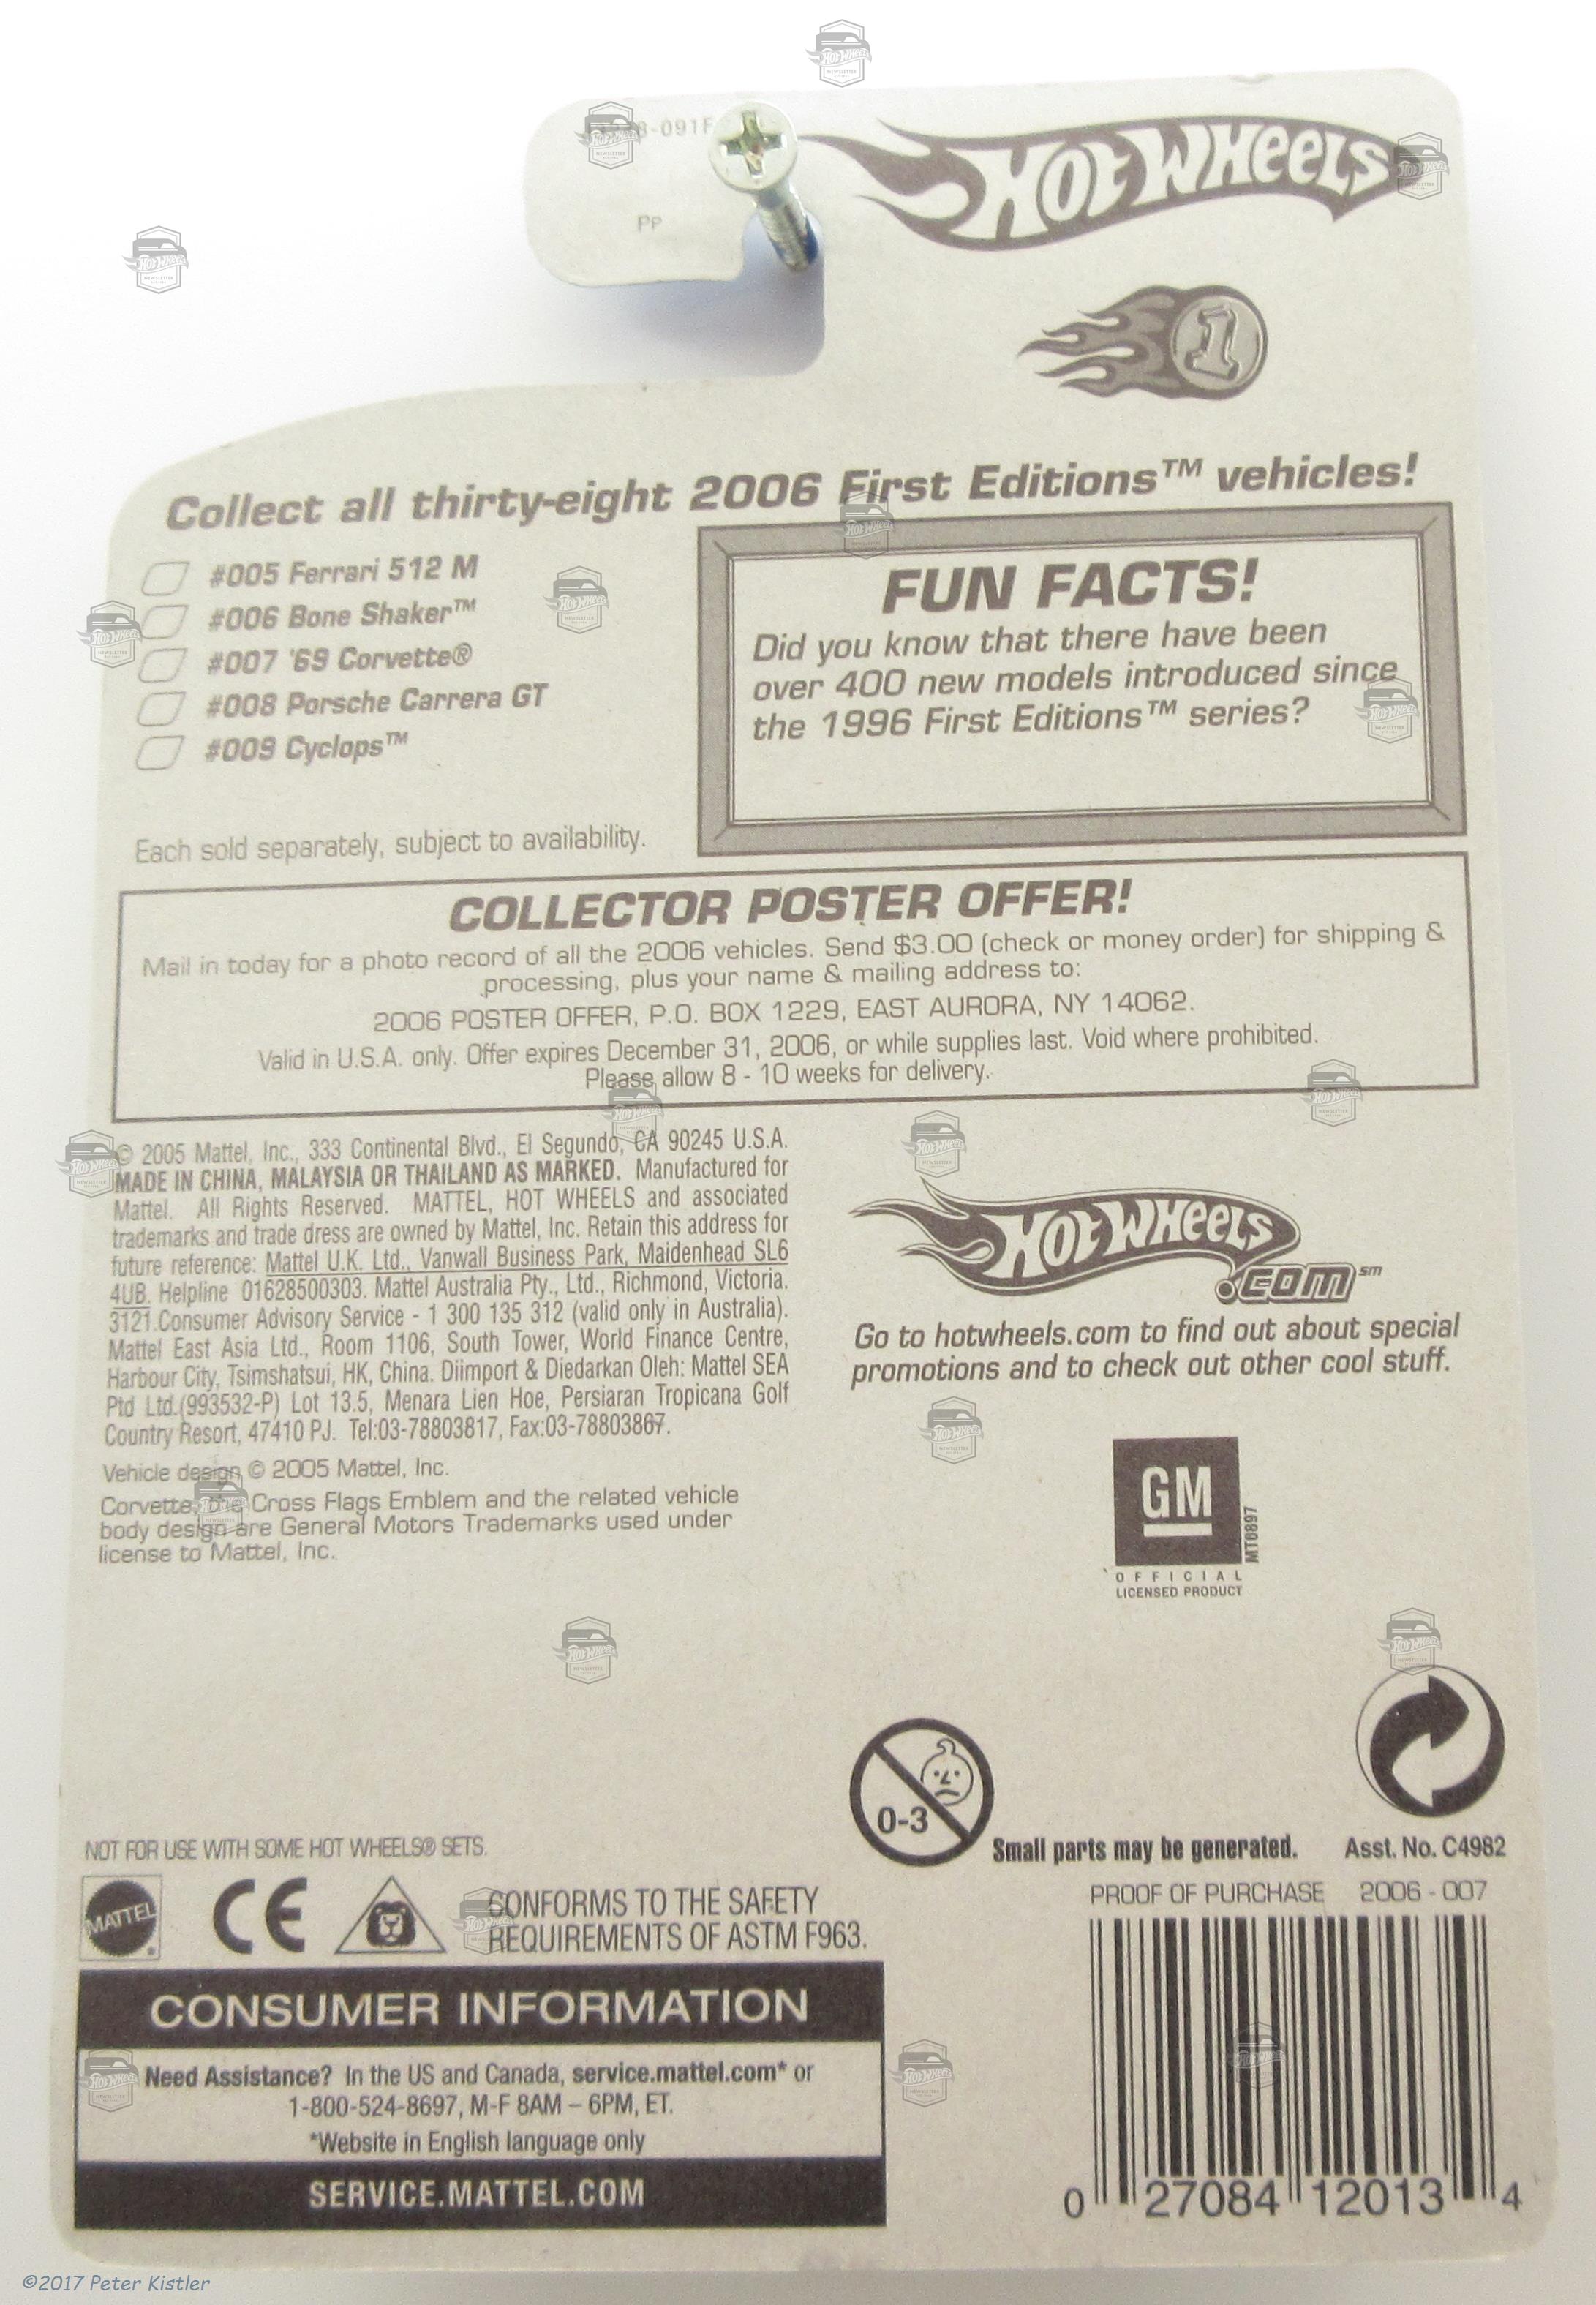 -091F
PP
HOT WHEELS
1
Collect all thirty-eight 2006 First Editions™ vehicles!
#005 Ferrari 512 M
#006 Bone Shaker™
#007 '69 Corvette®
#008 Porsche Carrera GT
#009 Cyclops™
Each sold separately, subject to availability.
FUN FACTS!
Did you know that there have been
over 400 new models introduced since
the 1996 First Editions™ series?
COLLECTOR POSTER OFFER!
Mail in today for a photo record of all the 2006 vehicles. Send $3.00 (check or money order) for shipping &
processing, plus your name & mailing address to:
2006 POSTER OFFER, P.O. BOX 1229, EAST AURORA, NY 14062.
Valid in U.S.A. only. Offer expires December 31, 2006, or while supplies last. Void where prohibited.
Please allow 8 - 10 weeks for delivery.
© 2005 Mattel, Inc., 333 Continental Blvd., El Segundo, CA 90245 U.S.A.
MADE IN CHINA, MALAYSIA OR THAILAND AS MARKED. Manufactured for
Mattel. All Rights Reserved. MATTEL, HOT WHEELS and associated
trademarks and trade dress are owned by Mattel, Inc. Retain this address for
future reference: Mattel U.K. Ltd., Vanwall Business Park, Maidenhead SL6
4UB. Helpline 01628500303. Mattel Australia Pty., Ltd., Richmond, Victoria.
3121.Consumer Advisory Service - 1 300 135 312 (valid only in Australia).
Mattel East Asia Ltd., Room 1106, South Tower, World Finance Centre,
Harbour City, Tsimshatsui, HK, China. Diimport & Diedarkan Oleh: Mattel SEA
Ptd Ltd.(993532-P) Lot 13.5, Menara Lien Hoe, Persiaran Tropicana Golf
Country Resort, 47410 PJ. Tel:03-78803817, Fax:03-78803867.
Vehicle design © 2005 Mattel, Inc.
Corvette, the Cross Flags Emblem and the related vehicle
body design are General Motors Trademarks used under
license to Mattel, Inc.
HOT WHEELS
.COM℠
Go to hotwheels.com to find out about special
promotions and to check out other cool stuff.
GM
MT0897
OFFICIAL
LICENSED PRODUCT
0-3
Small parts may be generated.
Asst. No. C4982
NOT FOR USE WITH SOME HOT WHEELS® SETS.
MATTEL
®
CE
CONFORMS TO THE SAFETY
REQUIREMENTS OF ASTM F963.
PROOF OF PURCHASE 2006 - 007
0 27084 12013 4
CONSUMER INFORMATION
Need Assistance? In the US and Canada, service.mattel.com* or
1-800-524-8697, M-F 8AM – 6PM, ET.
*Website in English language only
SERVICE.MATTEL.COM
©2017 Peter Kistler